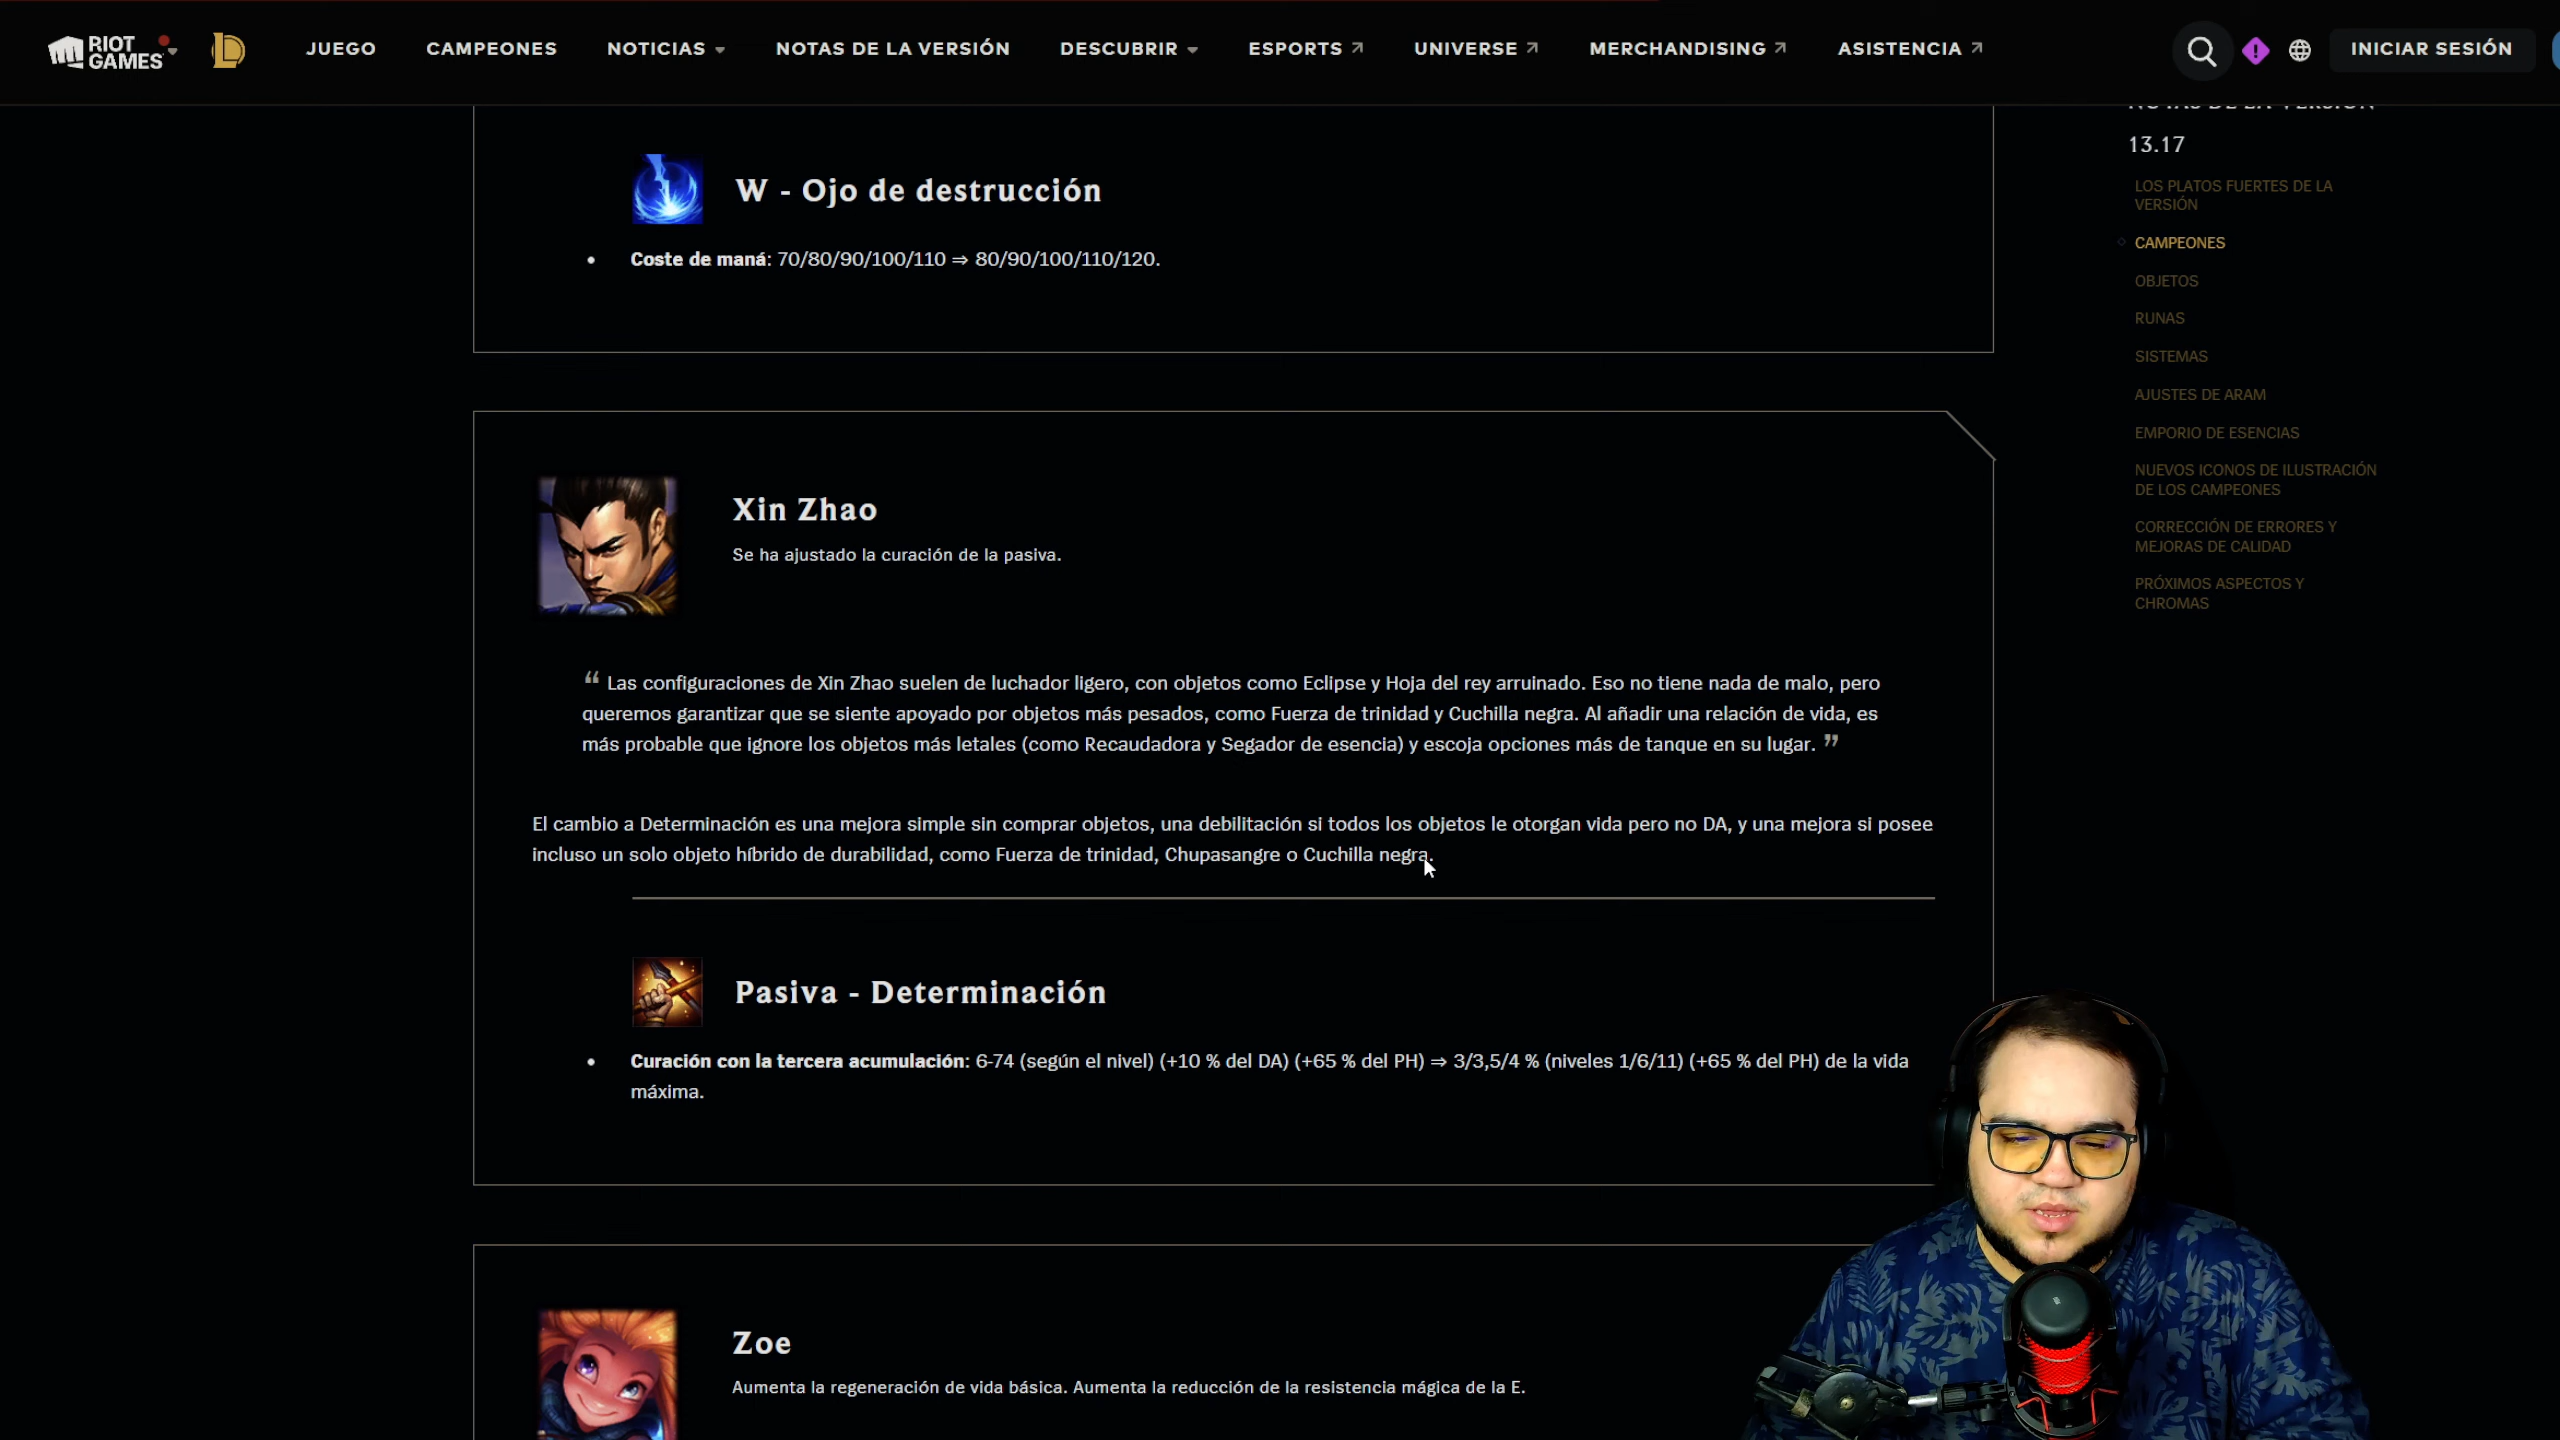 RIOT GAMES
JUEGO
CAMPEONES
NOTICIAS
NOTAS DE LA VERSIÓN
DESCUBRIR
ESPORTS
UNIVERSE
MERCHANDISING
ASISTENCIA
INICIAR SESIÓN
W - Ojo de destrucción
Coste de maná: 70/80/90/100/110 ⇒ 80/90/100/110/120.
Xin Zhao
Se ha ajustado la curación de la pasiva.
“ Las configuraciones de Xin Zhao suelen de luchador ligero, con objetos como Eclipse y Hoja del rey arruinado. Eso no tiene nada de malo, pero
queremos garantizar que se siente apoyado por objetos más pesados, como Fuerza de trinidad y Cuchilla negra. Al añadir una relación de vida, es
más probable que ignore los objetos más letales (como Recaudadora y Segador de esencia) y escoja opciones más de tanque en su lugar. ”
El cambio a Determinación es una mejora simple sin comprar objetos, una debilitación si todos los objetos le otorgan vida pero no DA, y una mejora si posee
incluso un solo objeto híbrido de durabilidad, como Fuerza de trinidad, Chupasangre o Cuchilla negra.
Pasiva - Determinación
Curación con la tercera acumulación: 6-74 (según el nivel) (+10 % del DA) (+65 % del PH) ⇒ 3/3,5/4 % (niveles 1/6/11) (+65 % del PH) de la vida
máxima.
Zoe
Aumenta la regeneración de vida básica. Aumenta la reducción de la resistencia mágica de la E.
NOTAS DE LA VERSIÓN
13.17
LOS PLATOS FUERTES DE LA
VERSIÓN
CAMPEONES
OBJETOS
RUNAS
SISTEMAS
AJUSTES DE ARAM
EMPORIO DE ESENCIAS
NUEVOS ICONOS DE ILUSTRACIÓN
DE LOS CAMPEONES
CORRECCIÓN DE ERRORES Y
MEJORAS DE CALIDAD
PRÓXIMOS ASPECTOS Y
CHROMAS